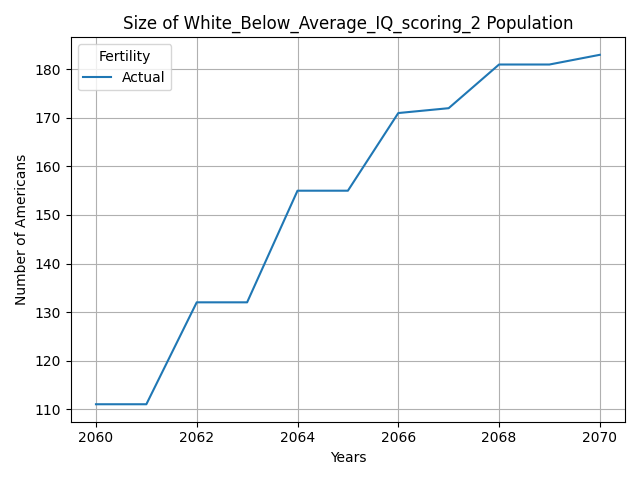 Size of White_Below_Average_IQ_scoring_2 Population
Fertility
Actual
Number of Americans
180
170
160
150
140
130
120
110
2060 2062 2064 2066 2068 2070
Years